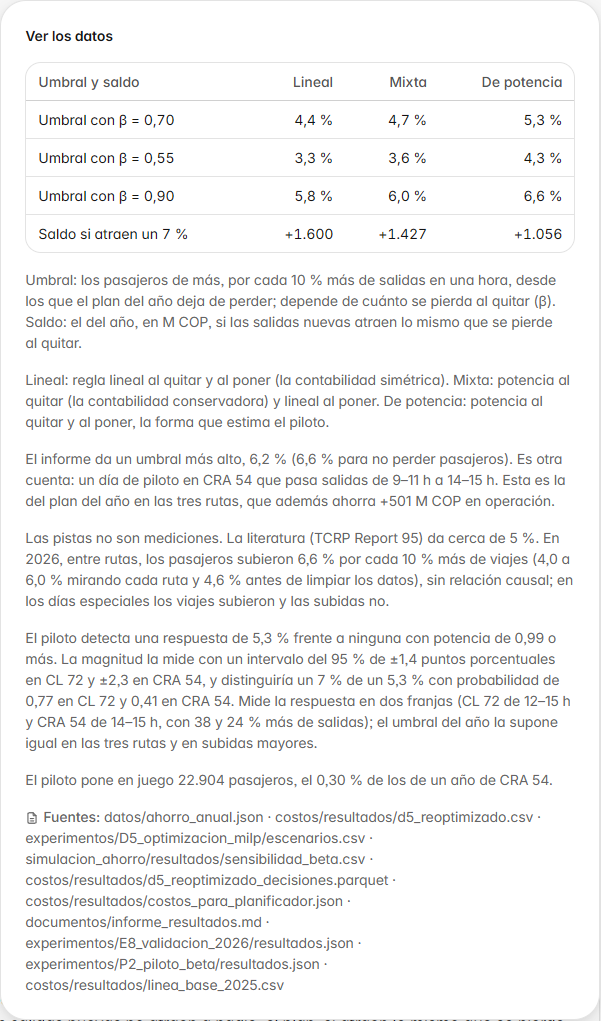 Ver los datos
Umbral y saldo Lineal Mixta De potencia
Umbral con β = 0,70 4,4 % 4,7 % 5,3 %
Umbral con β = 0,55 3,3 % 3,6 % 4,3 %
Umbral con β = 0,90 5,8 % 6,0 % 6,6 %
Saldo si atraen un 7 % +1.600 +1.427 +1.056
Umbral: los pasajeros de más, por cada 10 % más de salidas en una hora, desde
los que el plan del año deja de perder; depende de cuánto se pierda al quitar (β).
Saldo: el del año, en M COP, si las salidas nuevas atraen lo mismo que se pierde
al quitar.
Lineal: regla lineal al quitar y al poner (la contabilidad simétrica). Mixta: potencia al
quitar (la contabilidad conservadora) y lineal al poner. De potencia: potencia al
quitar y al poner, la forma que estima el piloto.
El informe da un umbral más alto, 6,2 % (6,6 % para no perder pasajeros). Es otra
cuenta: un día de piloto en CRA 54 que pasa salidas de 9–11 h a 14–15 h. Esta es la
del plan del año en las tres rutas, que además ahorra +501 M COP en operación.
Las pistas no son mediciones. La literatura (TCRP Report 95) da cerca de 5 %. En
2026, entre rutas, los pasajeros subieron 6,6 % por cada 10 % más de viajes (4,0 a
6,0 % mirando cada ruta y 4,6 % antes de limpiar los datos), sin relación causal; en
los días especiales los viajes subieron y las subidas no.
El piloto detecta una respuesta de 5,3 % frente a ninguna con potencia de 0,99 o
más. La magnitud la mide con un intervalo del 95 % de ±1,4 puntos porcentuales
en CL 72 y ±2,3 en CRA 54, y distinguiría un 7 % de un 5,3 % con probabilidad de
0,77 en CL 72 y 0,41 en CRA 54. Mide la respuesta en dos franjas (CL 72 de 12–15 h
y CRA 54 de 14–15 h, con 38 y 24 % más de salidas); el umbral del año la supone
igual en las tres rutas y en subidas mayores.
El piloto pone en juego 22.904 pasajeros, el 0,30 % de los de un año de CRA 54.
Fuentes: datos/ahorro_anual.json · costos/resultados/d5_reoptimizado.csv ·
experimentos/D5_optimizacion_milp/escenarios.csv ·
simulacion_ahorro/resultados/sensibilidad_beta.csv ·
costos/resultados/d5_reoptimizado_decisiones.parquet ·
costos/resultados/costos_para_planificador.json ·
documentos/informe_resultados.md ·
experimentos/E8_validacion_2026/resultados.json ·
experimentos/P2_piloto_beta/resultados.json ·
costos/resultados/linea_base_2025.csv